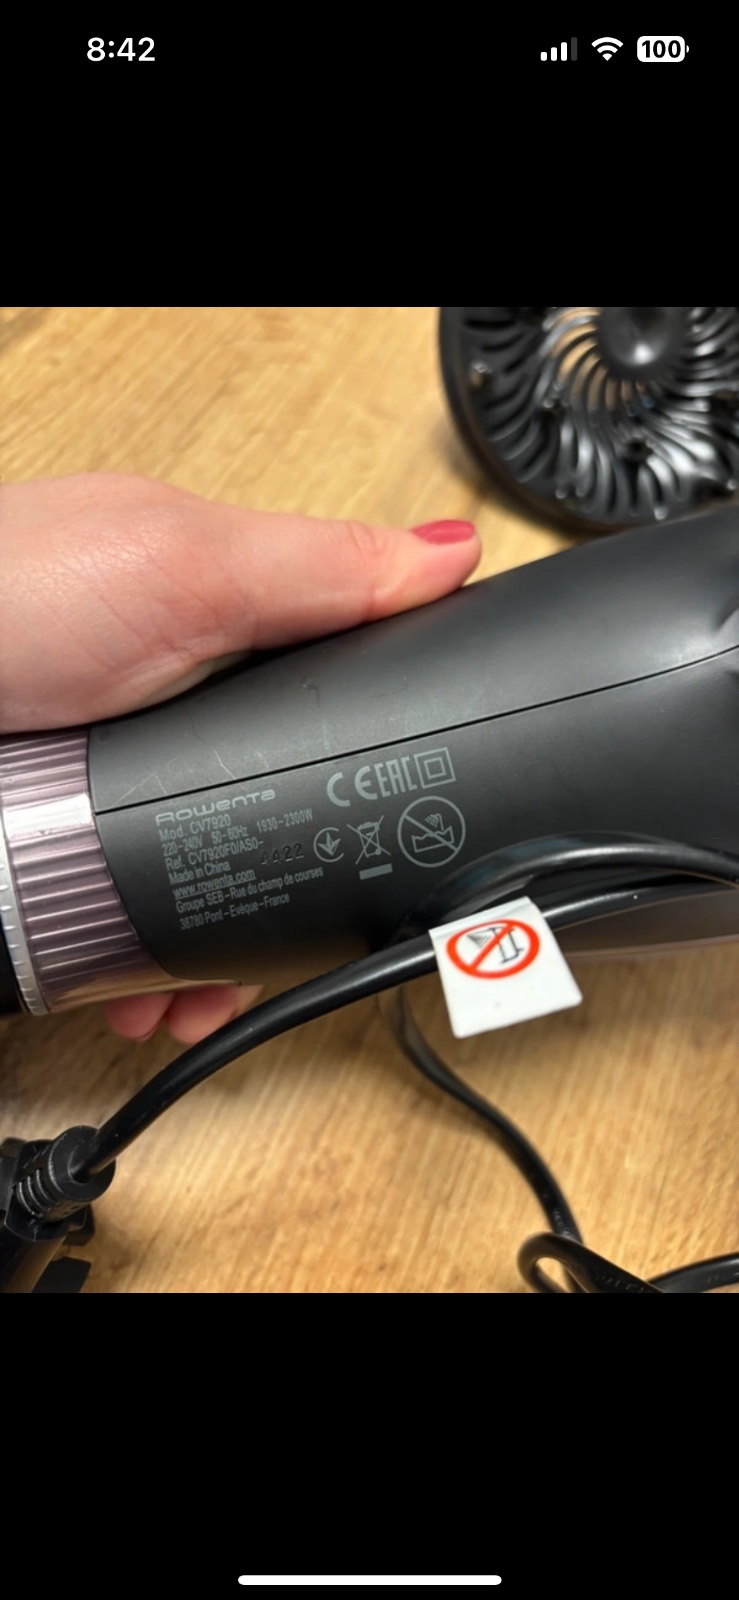 8:42
100
Rowenta
Mod. CV7920
220-240V 50-60Hz 1930-2300W
Ref. CV7920F0/AS0-
4422
Made in China
www.rowenta.com
Groupe SEB - Rue du champ de courses
38780 Pont - Evêque - France
CE EAC